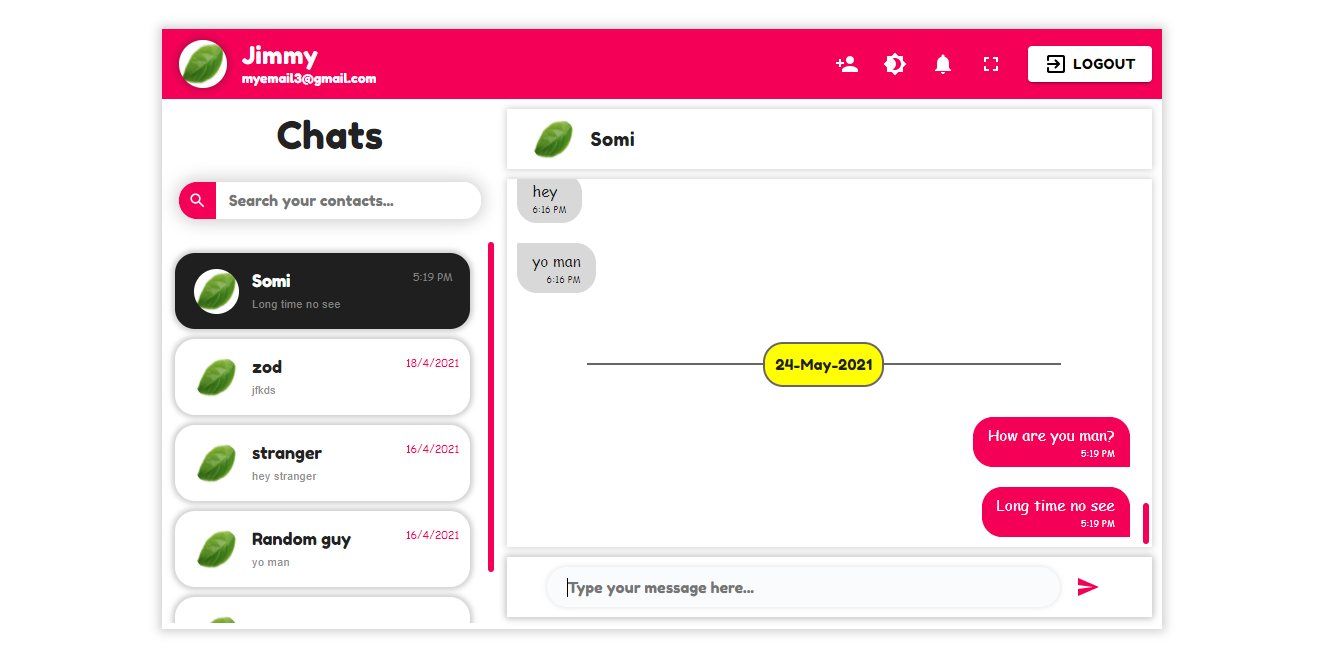 Jimmy
myemail3@gmail.com
LOGOUT
Chats
Search your contacts...
Somi
5:19 PM
Long time no see
zod
18/4/2021
jfkds
stranger
16/4/2021
hey stranger
Random guy
16/4/2021
yo man
Somi
hey
6:16 PM
yo man
6:16 PM
24-May-2021
How are you man?
5:19 PM
Long time no see
5:19 PM
Type your message here...